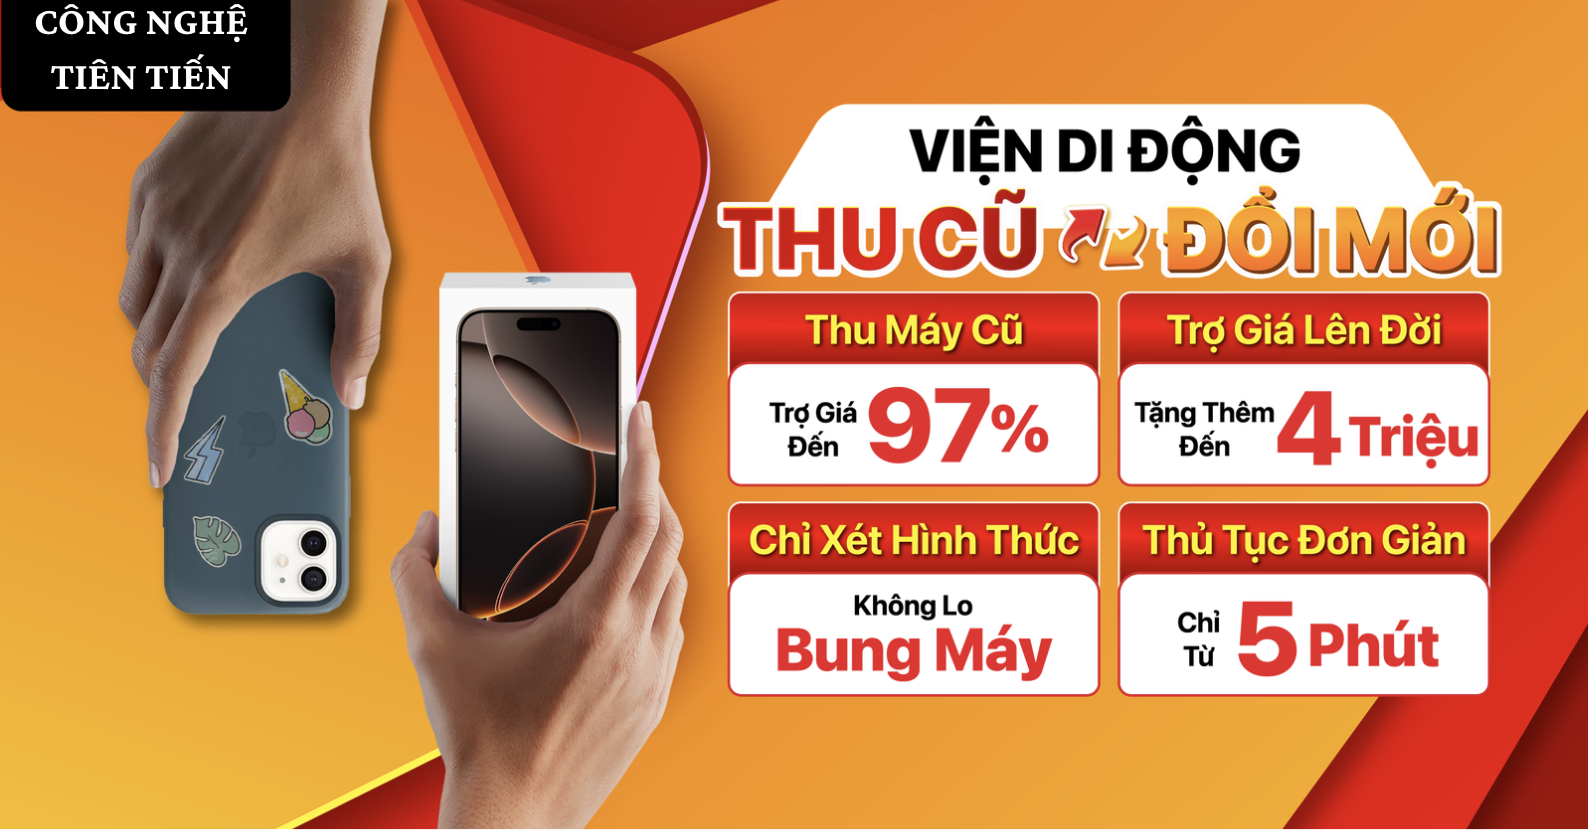 CÔNG NGHỆ
TIÊN TIẾN
VIỆN DI ĐỘNG
THU CŨ ĐỔI MỚI
Thu Máy Cũ
Trợ Giá
Đến
97%
Trợ Giá Lên Đời
Tặng Thêm
Đến
4 Triệu
Chỉ Xét Hình Thức
Không Lo
Bung Máy
Thủ Tục Đơn Giản
Chỉ
Từ
5 Phút